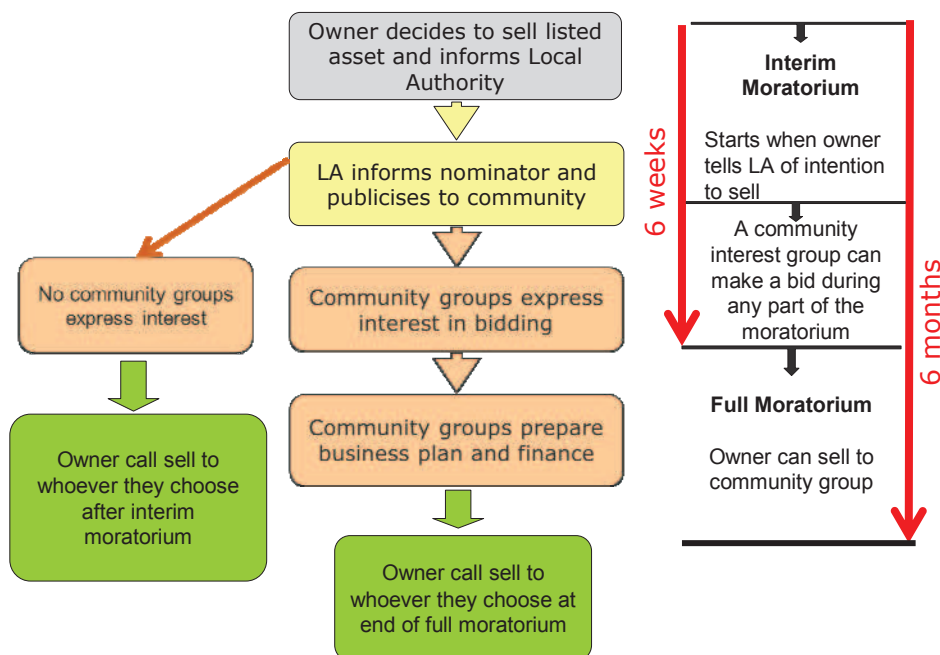 Owner decides to sell listed
asset and informs Local
Authority
LA informs nominator and
publicises to community
No community groups
express interest
Community groups express
interest in bidding
Community groups prepare
business plan and finance
Owner call sell to
whoever they choose
after interim
moratorium
Owner call sell to
whoever they choose at
end of full moratorium
6 weeks
Interim
Moratorium
Starts when owner
tells LA of intention
to sell
A community
interest group can
make a bid during
any part of the
moratorium
Full Moratorium
Owner can sell to
community group
6 months